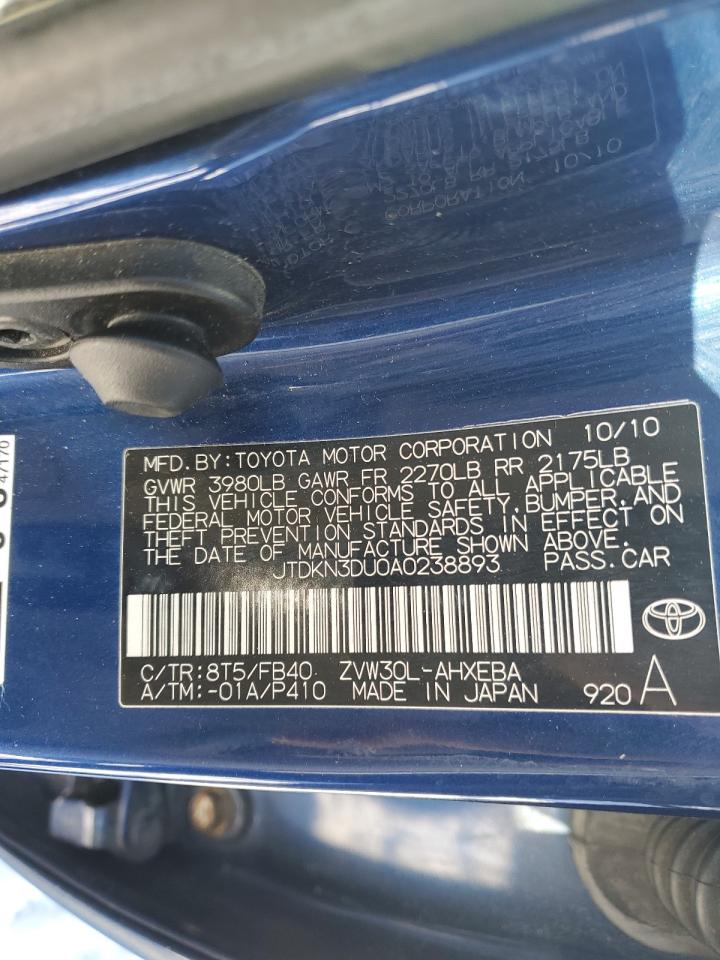 MFD. BY: TOYOTA MOTOR CORPORATION 10/10
GVWR 3980LB GAWR FR 2270LB RR 2175LB
THIS VEHICLE CONFORMS TO ALL APPLICABLE
FEDERAL MOTOR VEHICLE SAFETY, BUMPER, AND
THEFT PREVENTION STANDARDS IN EFFECT ON
THE DATE OF MANUFACTURE SHOWN ABOVE.
JTDKN3DU0A0238893 PASS. CAR
C/TR: 8T5/FB40 ZVW30L-AHXEBA
A/TM: -01A/P410 MADE IN JAPAN 920 A
47170